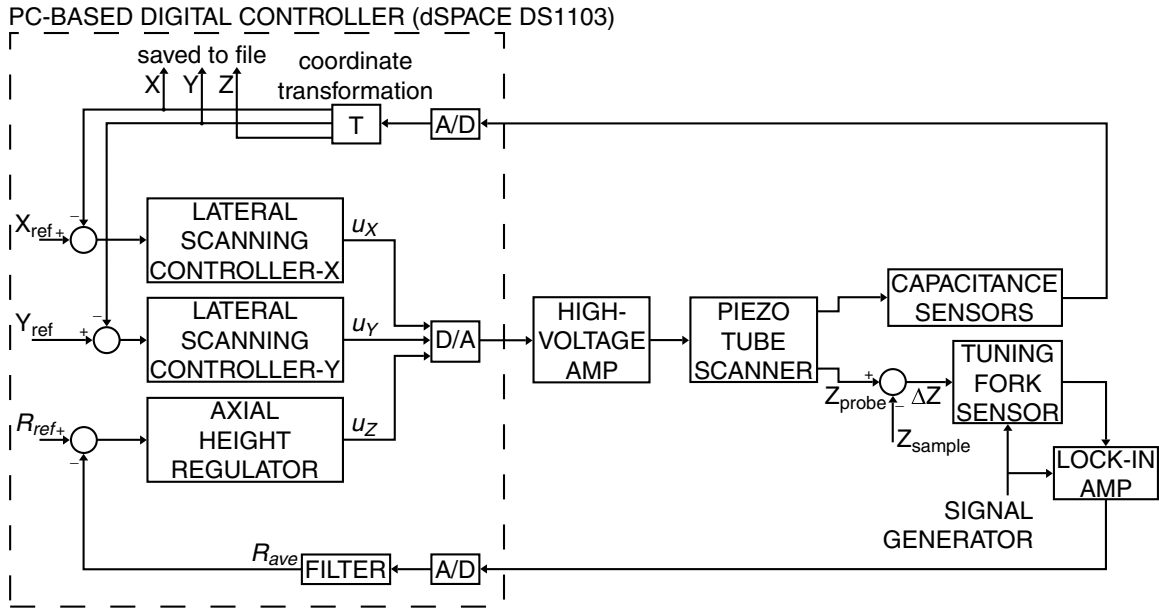 PC-BASED DIGITAL CONTROLLER (dSPACE DS1103)
saved to file
X Y Z
coordinate
transformation
T
A/D
X_ref
+
−
LATERAL
SCANNING
CONTROLLER-X
u_X
Y_ref
+
−
LATERAL
SCANNING
CONTROLLER-Y
u_Y
R_ref
+
−
AXIAL
HEIGHT
REGULATOR
u_Z
D/A
HIGH-
VOLTAGE
AMP
PIEZO
TUBE
SCANNER
CAPACITANCE
SENSORS
Z_probe
+
−
ΔZ
Z_sample
TUNING
FORK
SENSOR
LOCK-IN
AMP
SIGNAL
GENERATOR
R_ave
FILTER
A/D